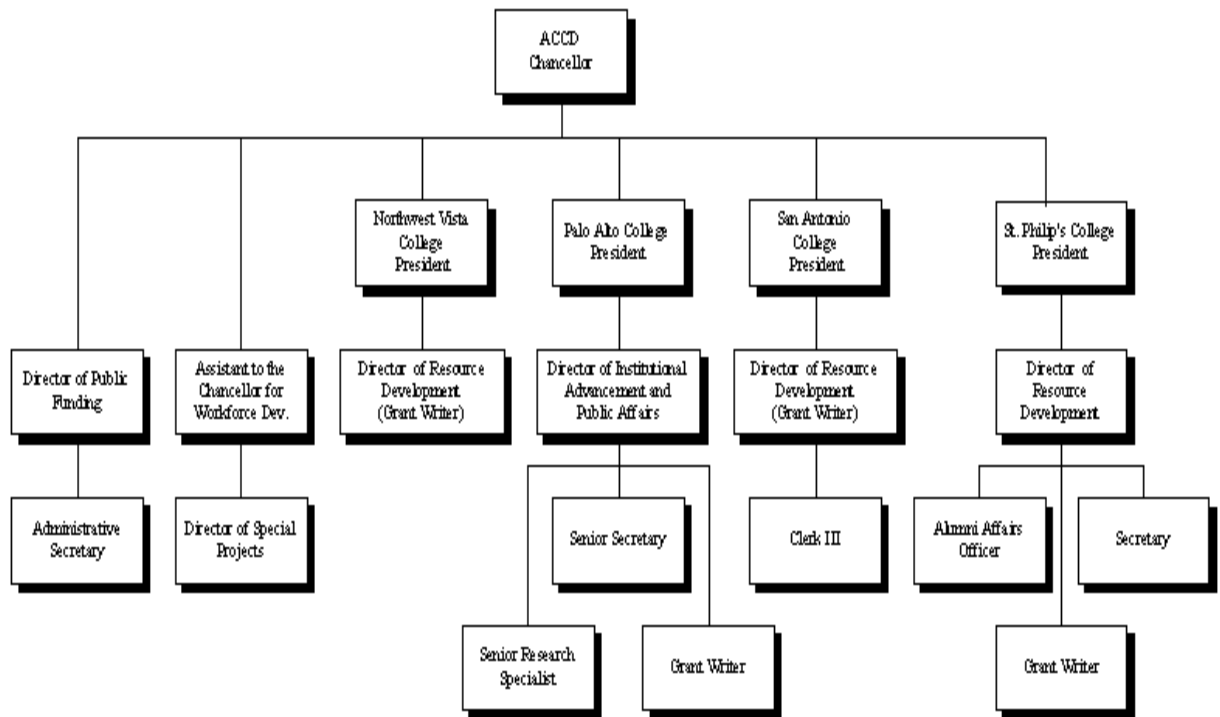 ACCD
Chancellor
Northwest Vista
College
President
Palo Alto College
President
San Antonio
College
President
St. Philip's College
President
Director of Public
Funding
Assistant to the
Chancellor for
Workforce Dev.
Director of Resource
Development
(Grant Writer)
Director of Institutional
Advancement and
Public Affairs
Director of Resource
Development
(Grant Writer)
Director of
Resource
Development
Administrative
Secretary
Director of Special
Projects
Senior Secretary
Clerk III
Alumni Affairs
Officer
Secretary
Senior Research
Specialist
Grant Writer
Grant Writer